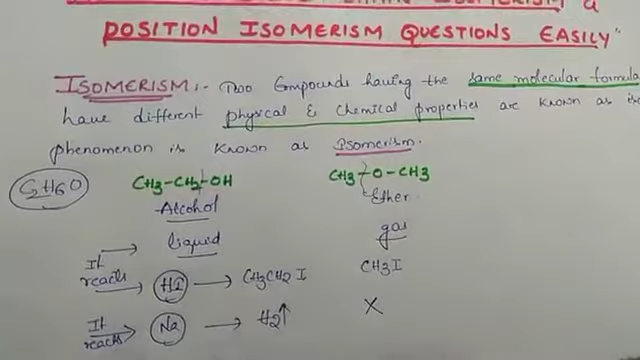 POSITION ISOMERISM QUESTIONS EASILY"
ISOMERISM:- Two Compounds having the same molecular formula
have different physical & chemical properties are known as
phenomenon is known as Isomerism.
C2H6O CH3-CH2-OH CH3-O-CH3
Alcohol Ether
liquid gas
It reacts HI → CH3CH2I CH3I
It reacts Na → H2↑ X